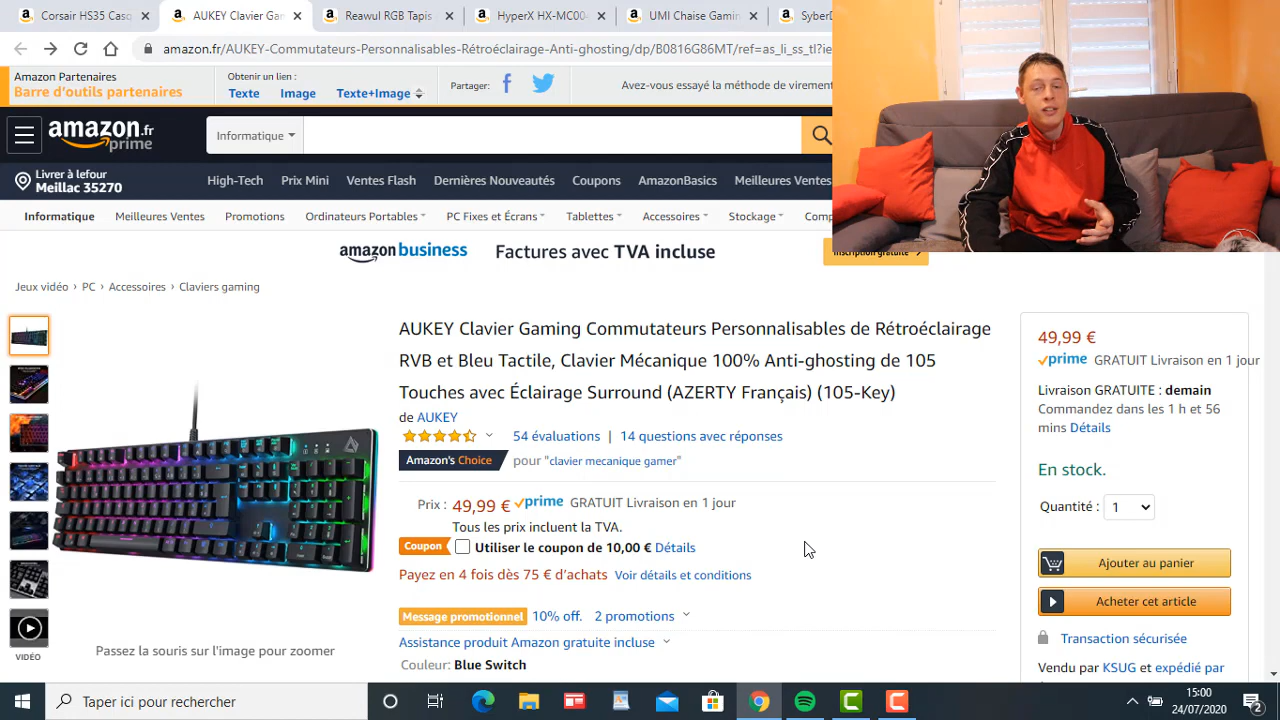 Corsair HS35 Casq
AUKEY Clavier Gam
Reawul RGB Tapis
HyperX HX-MC004
UMI Chaise Gamin
SyberD
amazon.fr/AUKEY-Commutateurs-Personnalisables-Rétroéclairage-Anti-ghosting/dp/B0816G86MT/ref=as_li_ss_tl?ie
Amazon Partenaires
Barre d'outils partenaires
Obtenir un lien :
Texte Image Texte+Image
Partager:
Avez-vous essayé la méthode de virement
amazon.fr
prime
Informatique
Livrer à lefour
Meillac 35270
High-Tech Prix Mini Ventes Flash Dernières Nouveautés Coupons AmazonBasics Meilleures Ventes
Informatique Meilleures Ventes Promotions Ordinateurs Portables PC Fixes et Écrans Tablettes Accessoires Stockage Comp
amazon business Factures avec TVA incluse
Inscription gratuite >
Jeux vidéo › PC › Accessoires › Claviers gaming
AUKEY Clavier Gaming Commutateurs Personnalisables de Rétroéclairage
RVB et Bleu Tactile, Clavier Mécanique 100% Anti-ghosting de 105
Touches avec Éclairage Surround (AZERTY Français) (105-Key)
de AUKEY
54 évaluations | 14 questions avec réponses
Amazon's Choice pour "clavier mecanique gamer"
Prix : 49,99 € prime GRATUIT Livraison en 1 jour
Tous les prix incluent la TVA.
Coupon Utiliser le coupon de 10,00 € Détails
Payez en 4 fois dès 75 € d'achats Voir détails et conditions
Message promotionnel 10% off. 2 promotions
Assistance produit Amazon gratuite incluse
Couleur: Blue Switch
VIDÉO
Passez la souris sur l'image pour zoomer
49,99 €
prime GRATUIT Livraison en 1 jour
Livraison GRATUITE : demain
Commandez dans les 1 h et 56
mins Détails
En stock.
Quantité : 1
Ajouter au panier
Acheter cet article
Transaction sécurisée
Vendu par KSUG et expédié par
Taper ici pour rechercher
15:00
24/07/2020
2